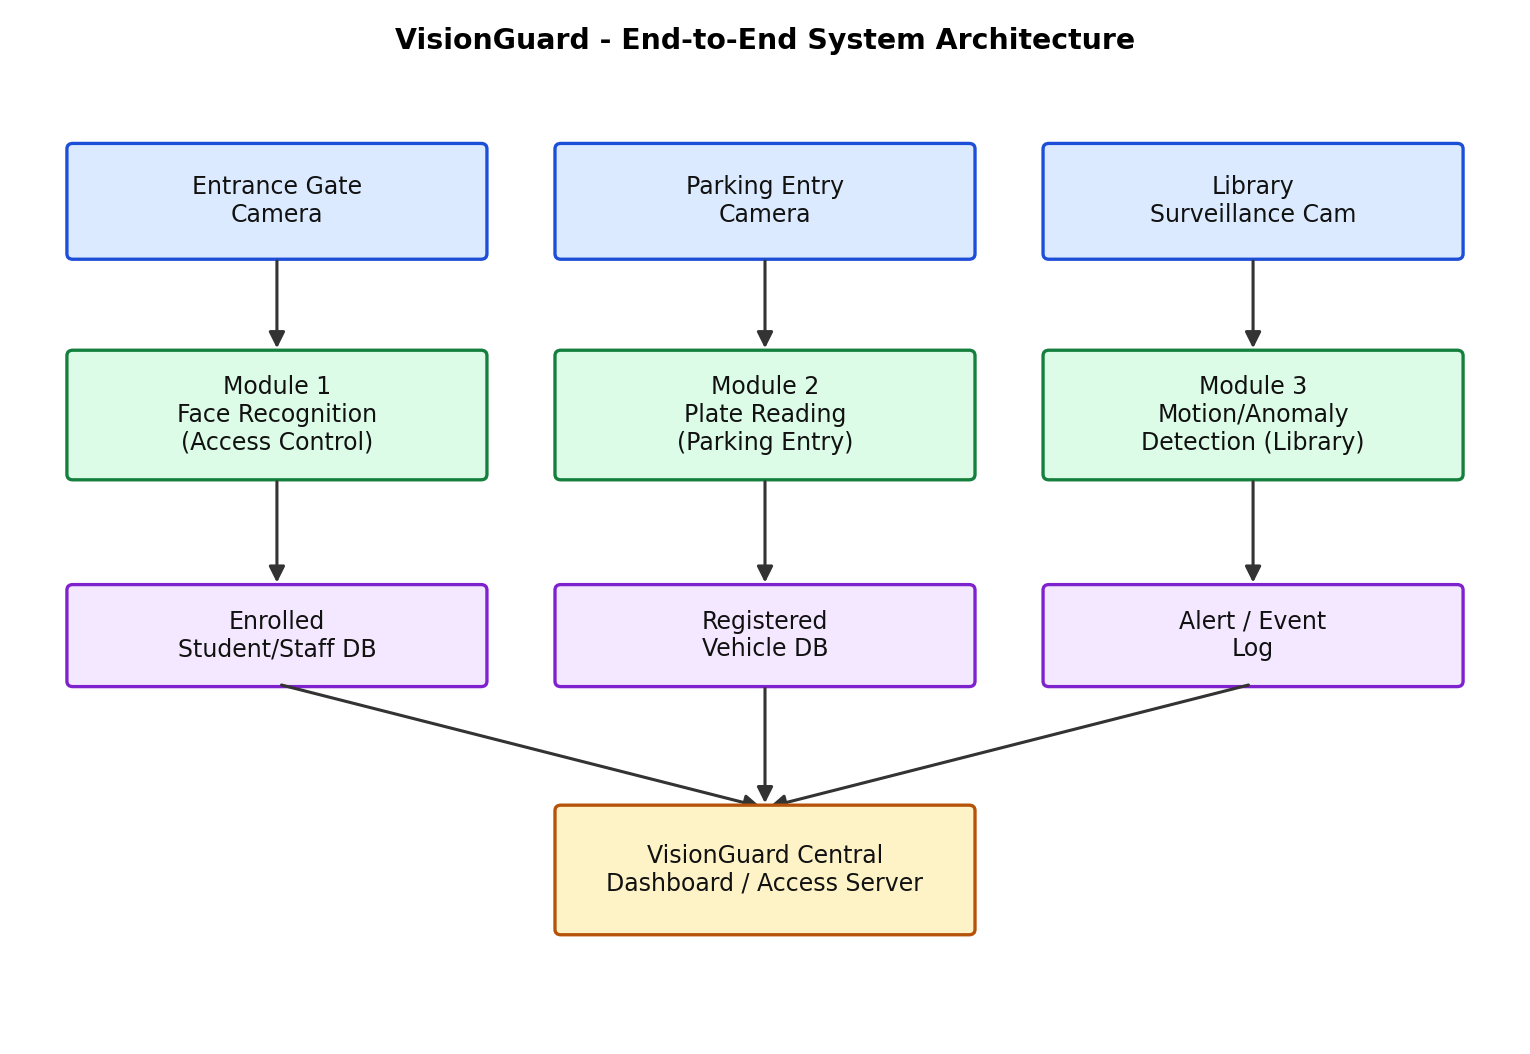 VisionGuard - End-to-End System Architecture
Entrance Gate
Camera
Parking Entry
Camera
Library
Surveillance Cam
Module 1
Face Recognition
(Access Control)
Module 2
Plate Reading
(Parking Entry)
Module 3
Motion/Anomaly
Detection (Library)
Enrolled
Student/Staff DB
Registered
Vehicle DB
Alert / Event
Log
VisionGuard Central
Dashboard / Access Server